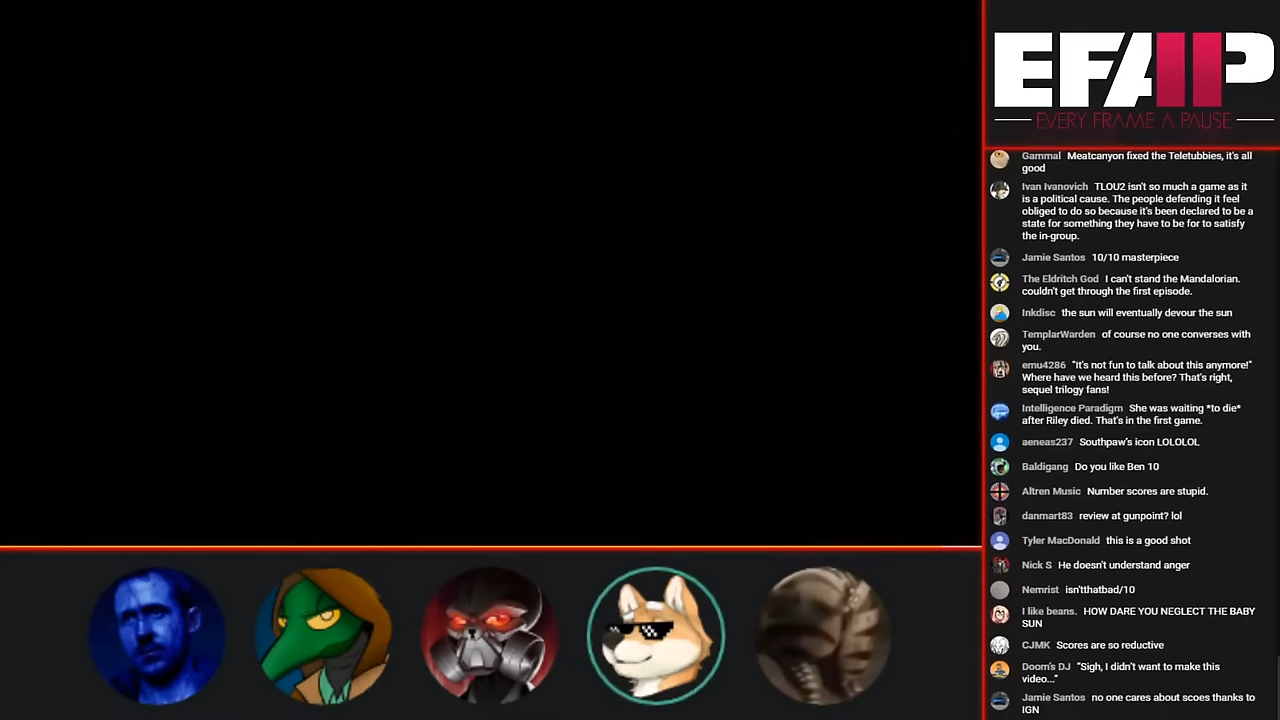 EFAP
EVERY FRAME A PAUSE
Gammal Meatcanyon fixed the Teletubbies, it's all
good
Ivan Ivanovich TLOU2 isn't so much a game as it
is a political cause. The people defending it feel
obliged to do so because it's been declared to be a
state for something they have to be for to satisfy
the in-group.
Jamie Santos 10/10 masterpiece
The Eldritch God I can't stand the Mandalorian.
couldn't get through the first episode.
Inkdisc the sun will eventually devour the sun
TemplarWarden of course no one converses with
you.
emu4286 "It's not fun to talk about this anymore!"
Where have we heard this before? That's right,
sequel trilogy fans!
Intelligence Paradigm She was waiting *to die*
after Riley died. That's in the first game.
aeneas237 Southpaw's icon LOLOLOL
Baldigang Do you like Ben 10
Altren Music Number scores are stupid.
danmart83 review at gunpoint? lol
Tyler MacDonald this is a good shot
Nick S He doesn't understand anger
Nemrist isn'tthatbad/10
I like beans. HOW DARE YOU NEGLECT THE BABY
SUN
CJMK Scores are so reductive
Doom's DJ "Sigh, I didn't want to make this
video..."
Jamie Santos no one cares about scoes thanks to
IGN